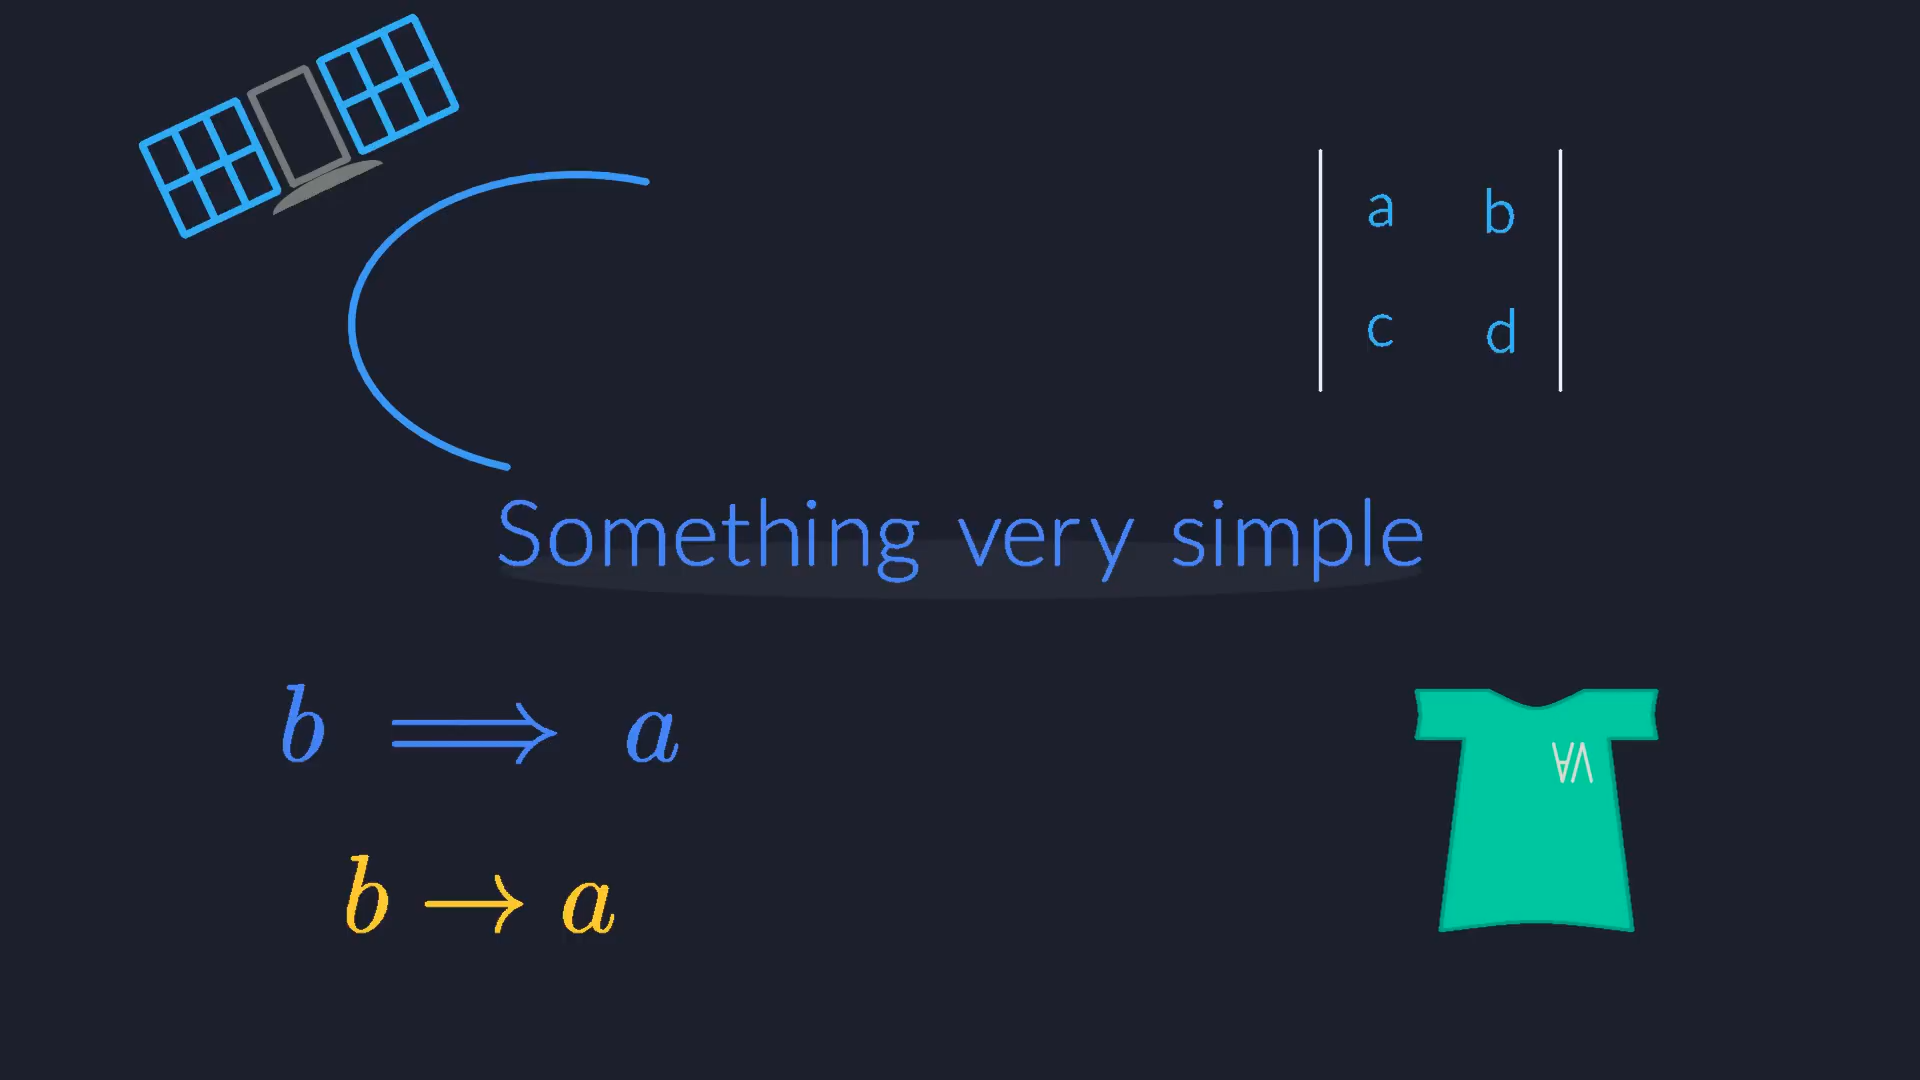 a b
c d
Something very simple
b ⟹ a
b → a
∀Λ